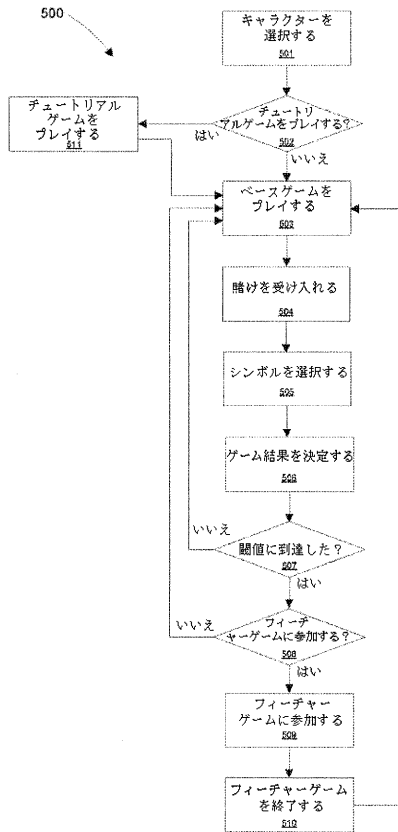 500
キャラクターを
選択する
501
チュートリ
アルゲームをプレイする?
502
はい
いいえ
チュートリアル
ゲームを
プレイする
511
ベースゲームを
プレイする
503
賭けを受け入れる
504
シンボルを選択する
505
ゲーム結果を決定する
506
いいえ
閾値に到達した?
507
はい
いいえ
フィーチ
ャーゲームに参加する?
508
はい
フィーチャー
ゲームに参加する
509
フィーチャーゲーム
を終了する
510